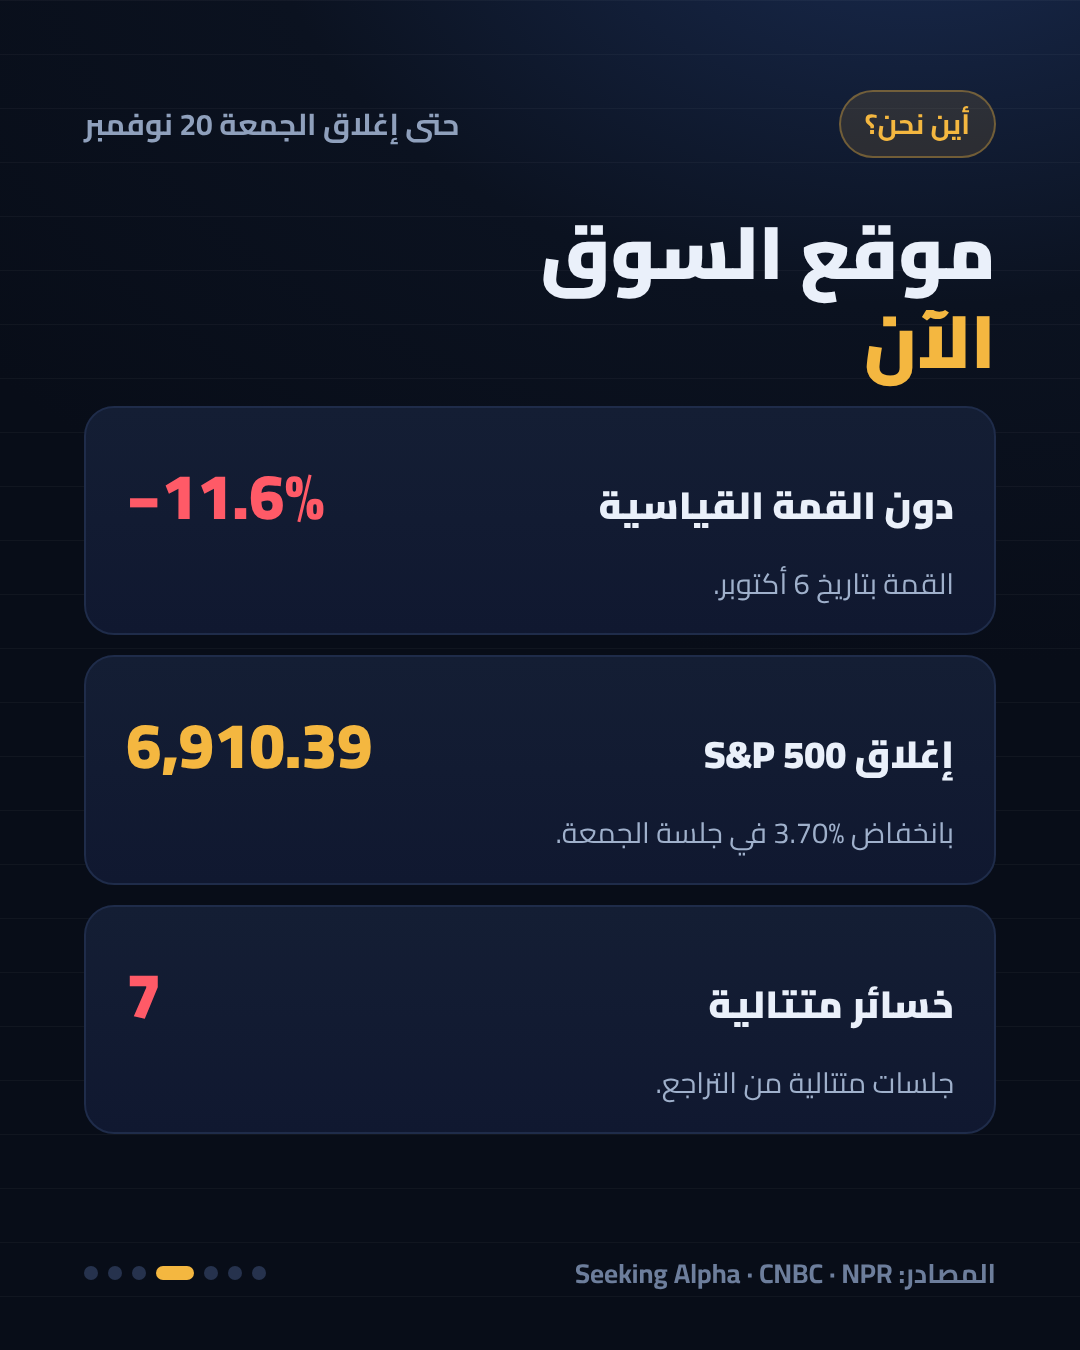 أين نحن؟
حتى إغلاق الجمعة 20 نوفمبر
موقع السوق
الآن
دون القمة القياسية
−11.6%
القمة بتاريخ 6 أكتوبر.
إغلاق S&P 500
6,910.39
بانخفاض 3.70% في جلسة الجمعة.
خسائر متتالية
7
جلسات متتالية من التراجع.
المصادر: Seeking Alpha · CNBC · NPR